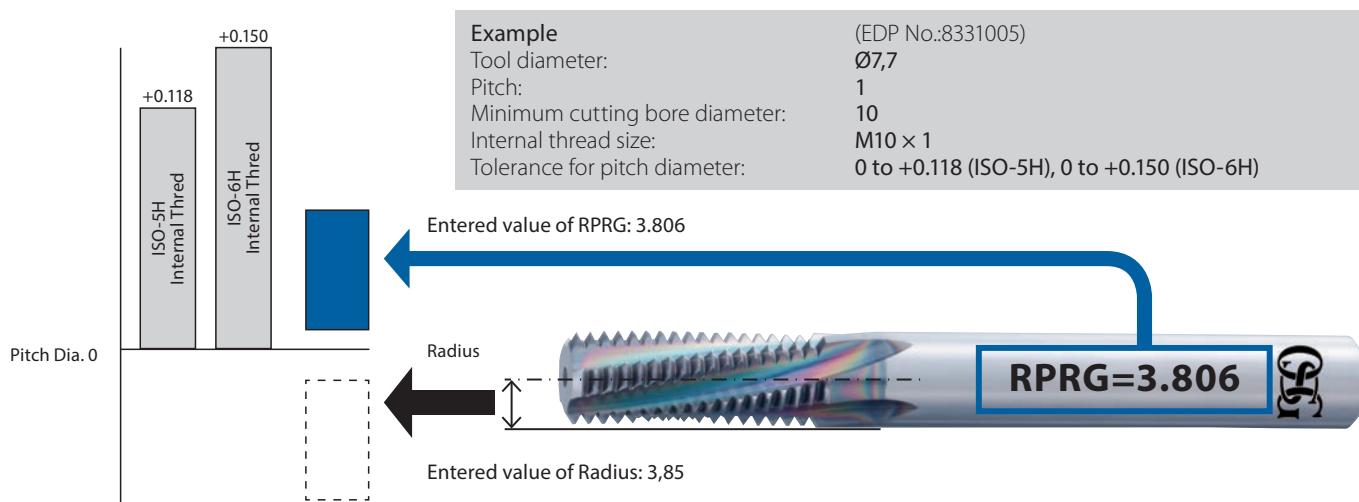 +0.150
+0.118
ISO-5H
Internal Thred
ISO-6H
Internal Thred
Pitch Dia. 0
Example (EDP No.:8331005)
Tool diameter: Ø7,7
Pitch: 1
Minimum cutting bore diameter: 10
Internal thread size: M10 × 1
Tolerance for pitch diameter: 0 to +0.118 (ISO-5H), 0 to +0.150 (ISO-6H)
Entered value of RPRG: 3.806
Radius
RPRG=3.806
OSG
Entered value of Radius: 3,85